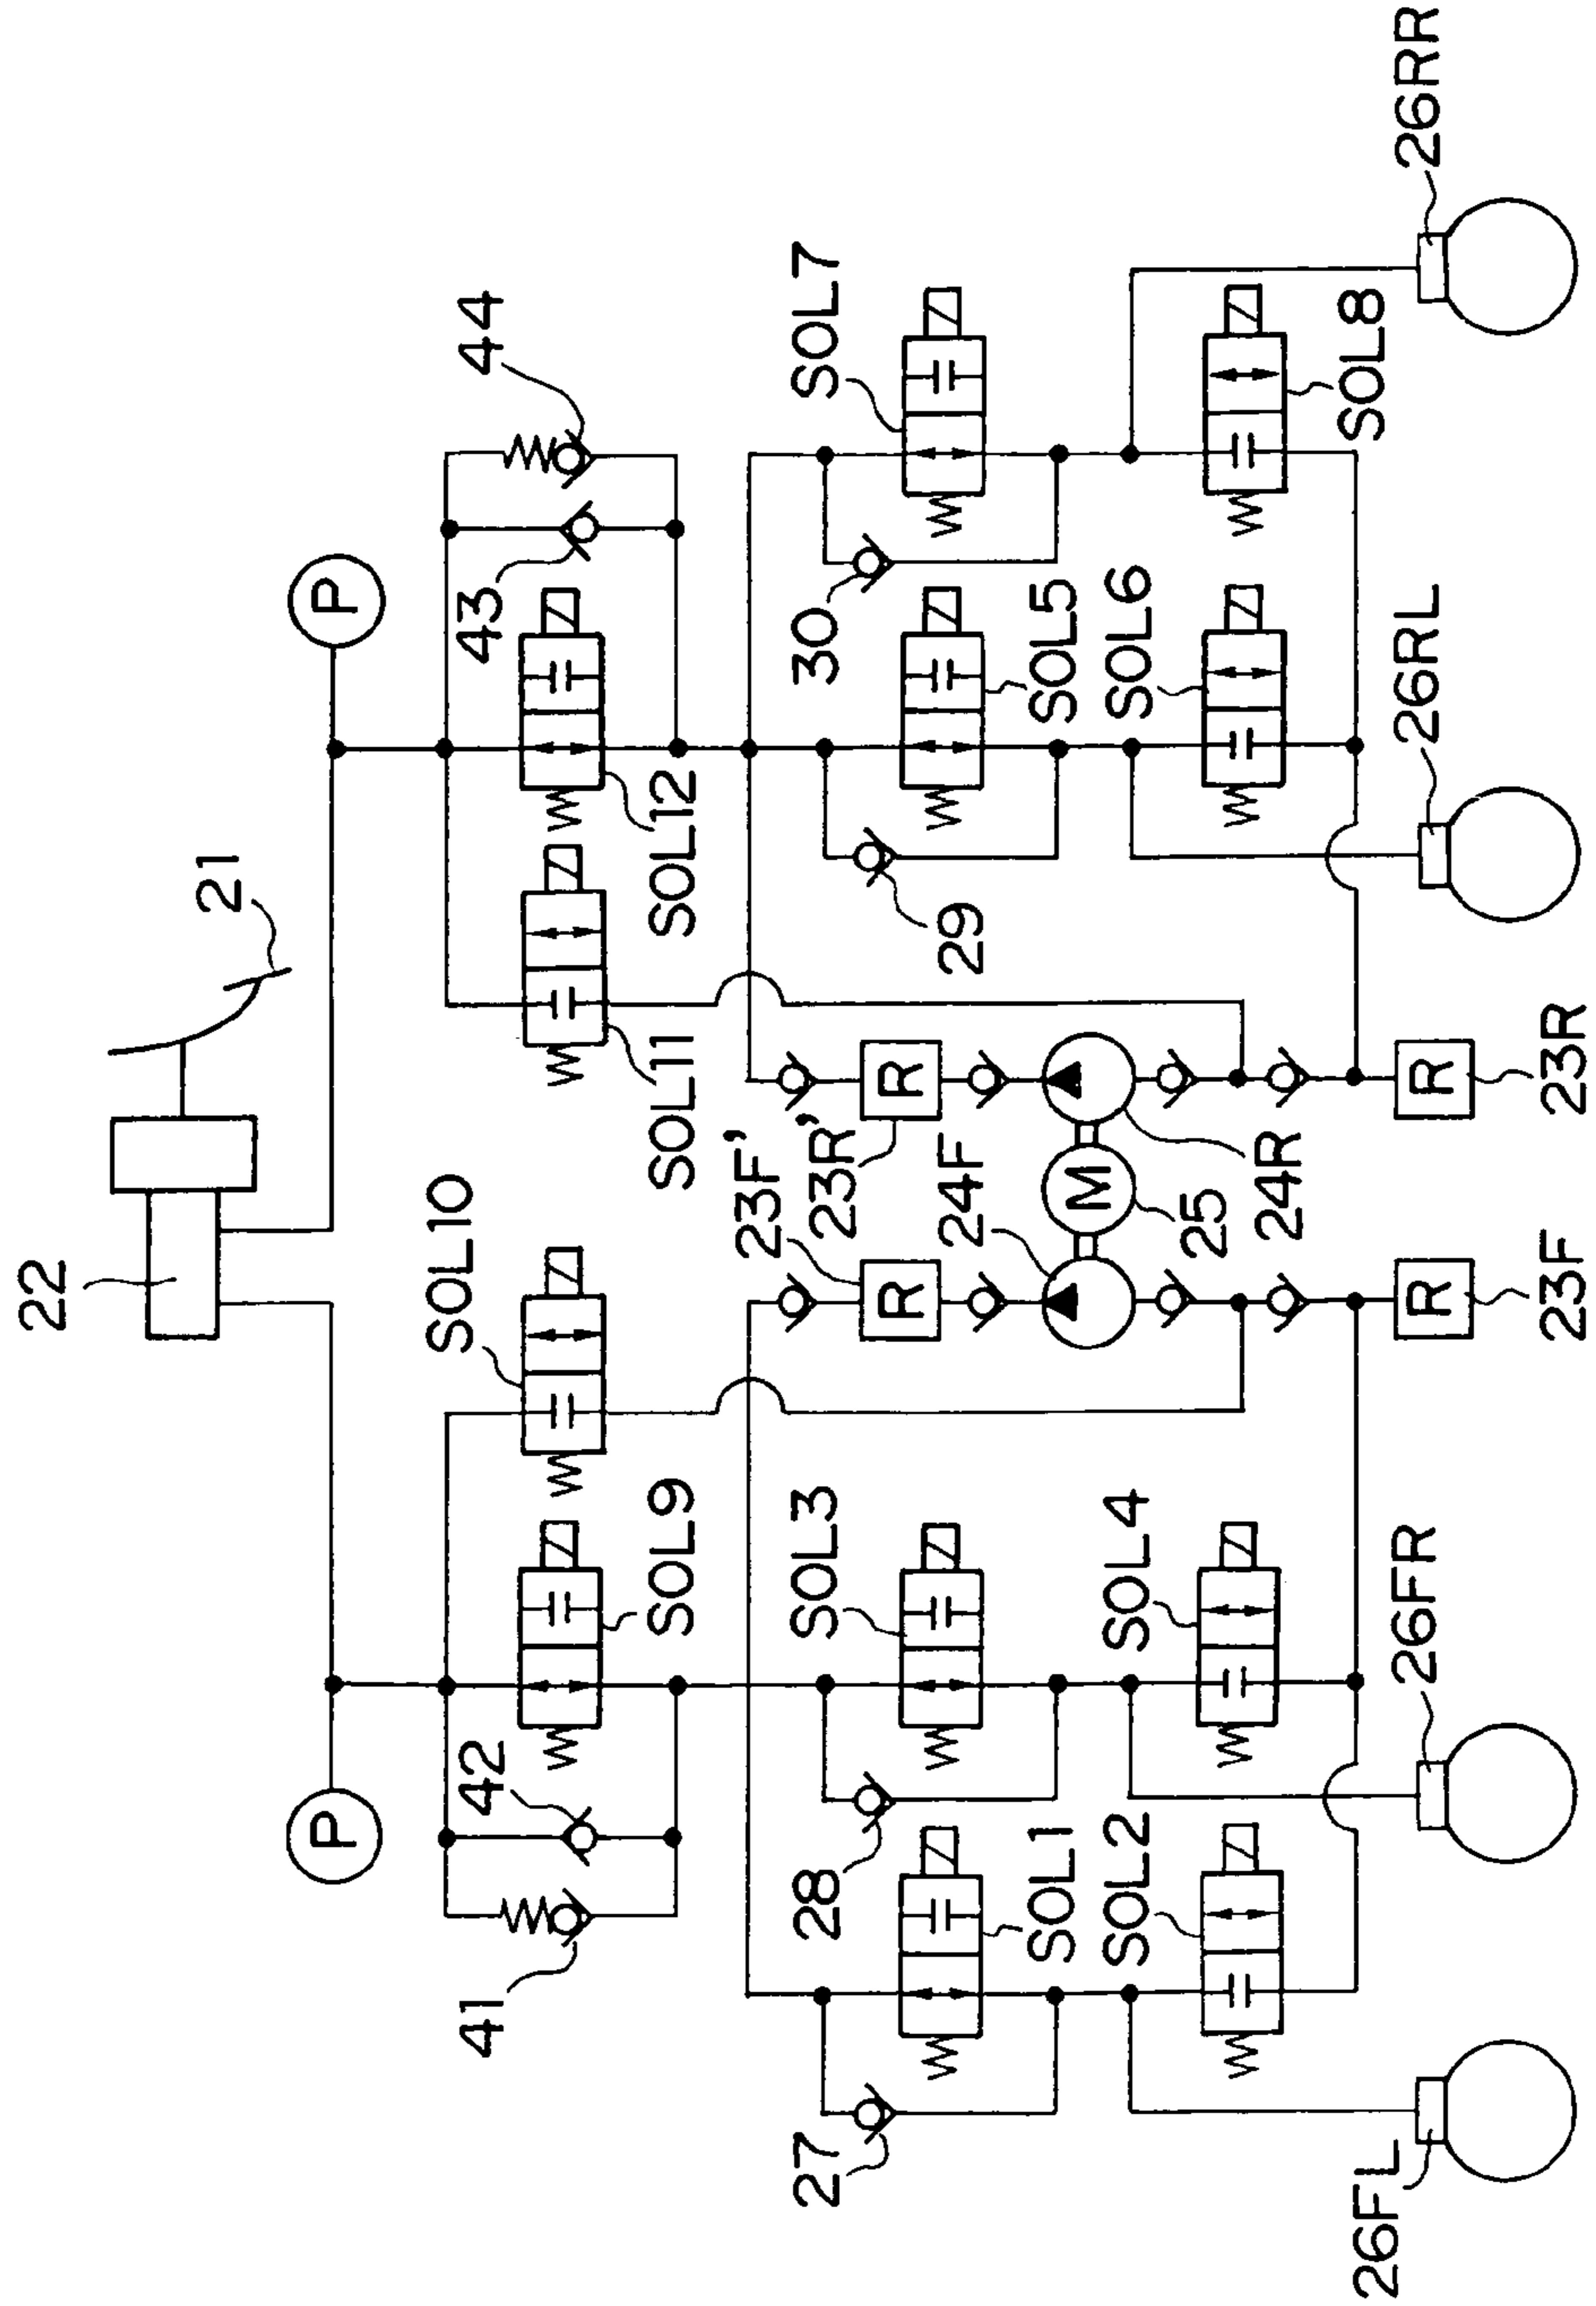 22
21
P
P
SOL10
44
43
42
41
SOL9
SOL11
SOL12
23F'
23R'
SOL3
SOL7
30
28
27
24F
29
SOL1
SOL5
SOL2
SOL4
M
25
24R
SOL6
SOL8
R
R
R
R
26FL
26FR
23F
23R
26RL
26RR